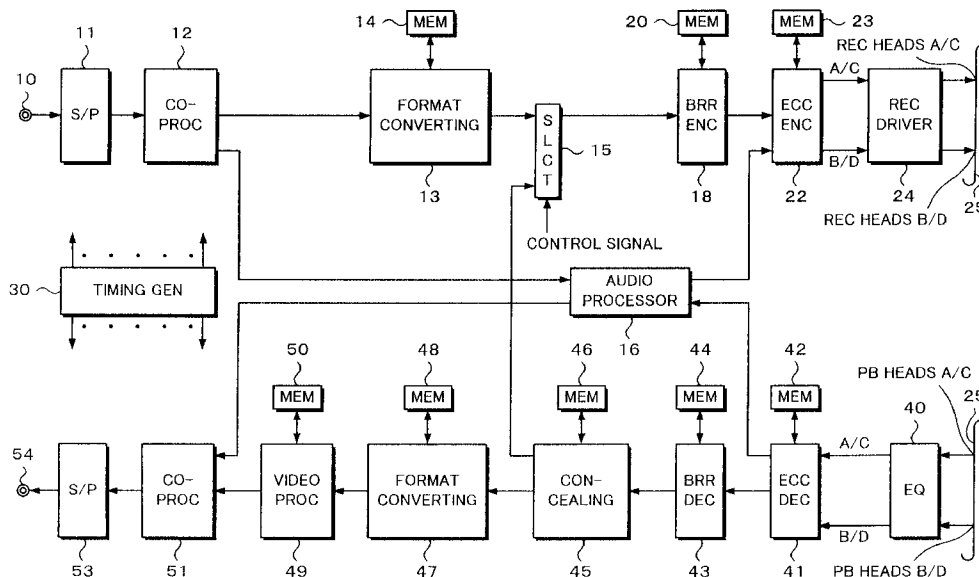 14
MEM
20
MEM
MEM
23
REC HEADS A/C
11
12
10
S/P
CO-
PROC
FORMAT
CONVERTING
SLCT
15
BRR
ENC
ECC
ENC
A/C
B/D
REC
DRIVER
13
18
22
24
25
REC HEADS B/D
CONTROL SIGNAL
30
TIMING GEN
AUDIO
PROCESSOR
16
50
MEM
48
MEM
46
MEM
44
MEM
42
MEM
PB HEADS A/C
25
40
54
S/P
CO-
PROC
VIDEO
PROC
FORMAT
CONVERTING
CON-
CEALING
BRR
DEC
ECC
DEC
A/C
B/D
EQ
53
51
49
47
45
43
41
PB HEADS B/D